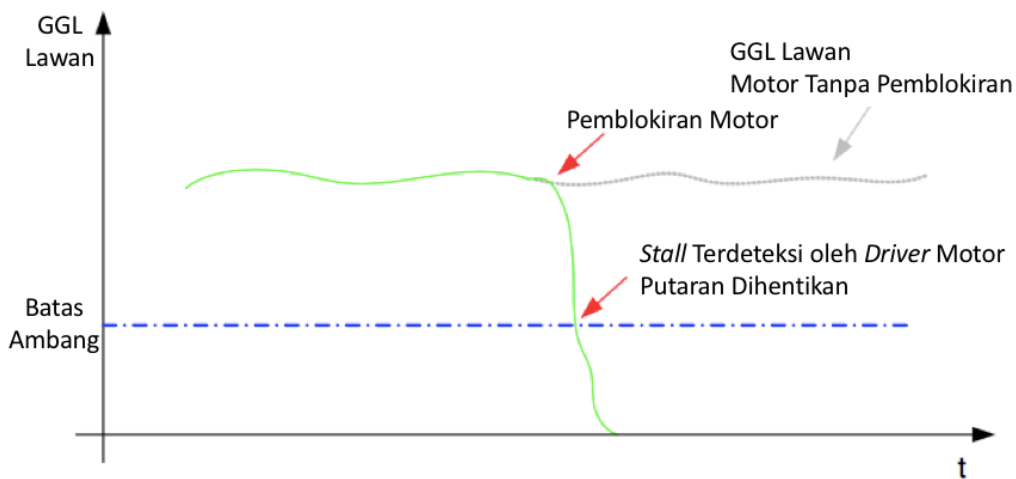 GGL
Lawan
GGL Lawan
Motor Tanpa Pemblokiran
Pemblokiran Motor
Stall Terdeteksi oleh Driver Motor
Putaran Dihentikan
Batas
Ambang
t